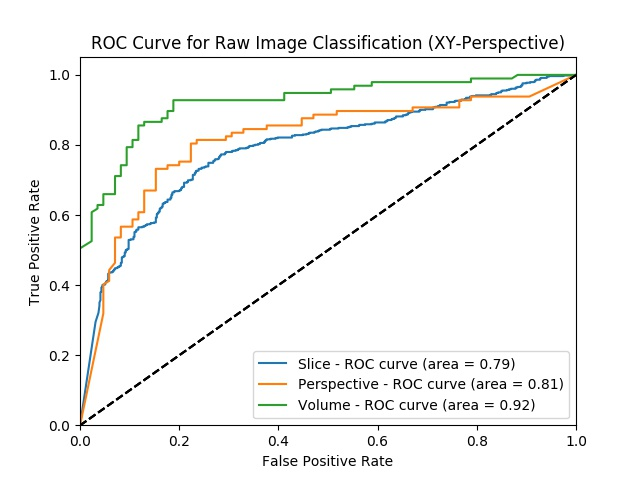 ROC Curve for Raw Image Classification (XY-Perspective)
True Positive Rate
1.0
0.8
0.6
0.4
0.2
0.0
Slice - ROC curve (area = 0.79)
Perspective - ROC curve (area = 0.81)
Volume - ROC curve (area = 0.92)
0.0 0.2 0.4 0.6 0.8 1.0
False Positive Rate